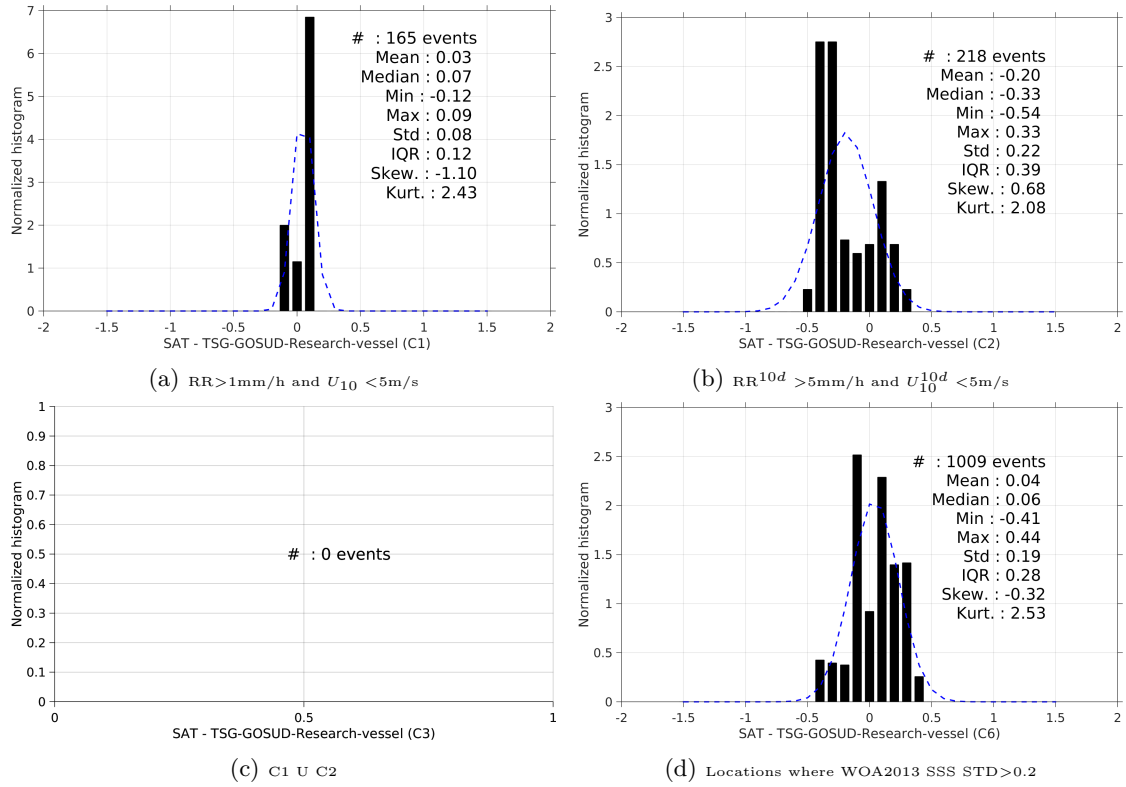 7
6
5
4
3
2
1
0
Normalized histogram
# : 165 events
Mean : 0.03
Median : 0.07
Min : -0.12
Max : 0.09
Std : 0.08
IQR : 0.12
Skew. : -1.10
Kurt. : 2.43
-2 -1.5 -1 -0.5 0 0.5 1 1.5 2
SAT - TSG-GOSUD-Research-vessel (C1)
(a) RR>1mm/h and U10 <5m/s
3
2.5
2
1.5
1
0.5
0
Normalized histogram
# : 218 events
Mean : -0.20
Median : -0.33
Min : -0.54
Max : 0.33
Std : 0.22
IQR : 0.39
Skew. : 0.68
Kurt. : 2.08
-2 -1.5 -1 -0.5 0 0.5 1 1.5 2
SAT - TSG-GOSUD-Research-vessel (C2)
(b) RR^10d >5mm/h and U10^10d <5m/s
1
0.9
0.8
0.7
0.6
0.5
0.4
0.3
0.2
0.1
0
Normalized histogram
# : 0 events
0 0.5 1
SAT - TSG-GOSUD-Research-vessel (C3)
(c) C1 U C2
3
2.5
2
1.5
1
0.5
0
Normalized histogram
# : 1009 events
Mean : 0.04
Median : 0.06
Min : -0.41
Max : 0.44
Std : 0.19
IQR : 0.28
Skew. : -0.32
Kurt. : 2.53
-2 -1.5 -1 -0.5 0 0.5 1 1.5 2
SAT - TSG-GOSUD-Research-vessel (C6)
(d) Locations where WOA2013 SSS STD>0.2